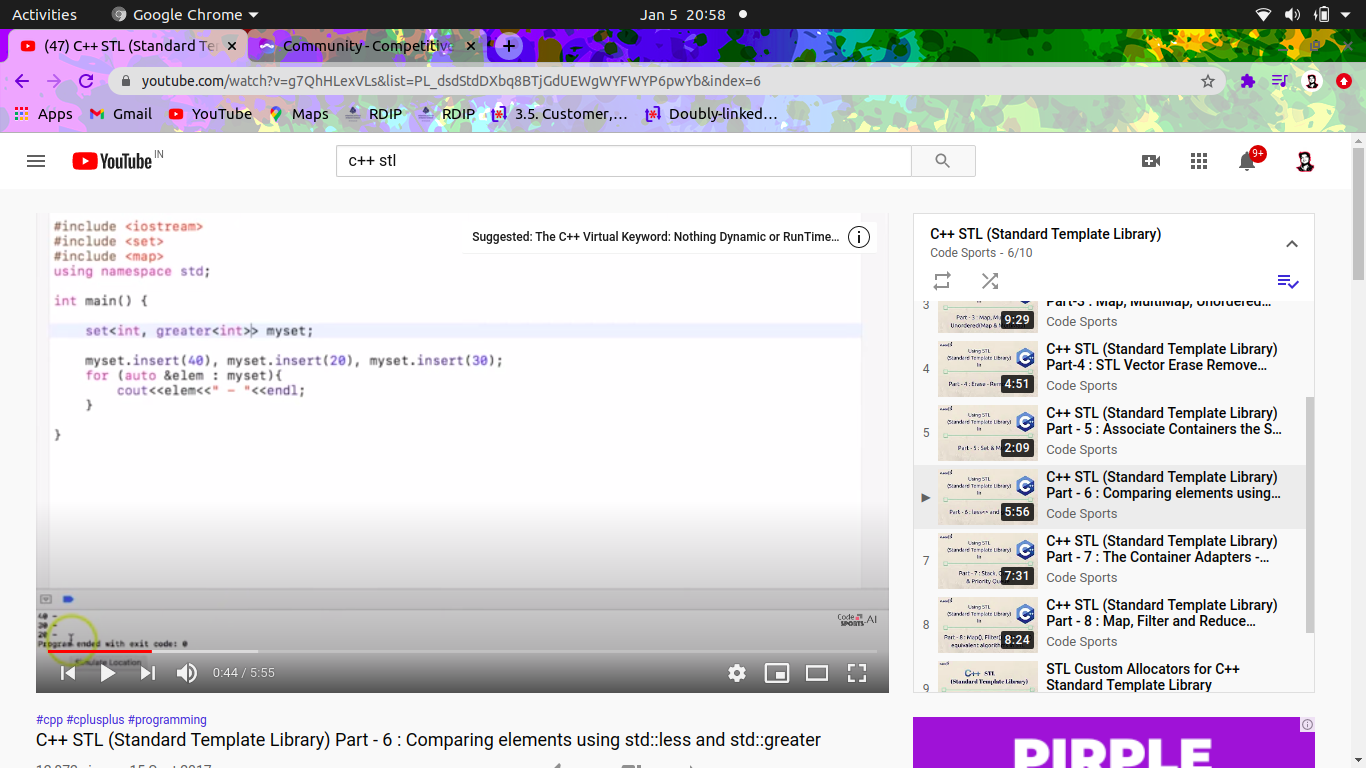 Activities
Google Chrome
Jan 5 20:58
(47) C++ STL (Standard Te
Community - Competitive
youtube.com/watch?v=g7QhHLexVLs&list=PL_dsdStdDXbq8BTjGdUEWgWYFWYP6pwYb&index=6
Apps
Gmail
YouTube
Maps
RDIP
RDIP
3.5. Customer,...
Doubly-linked...
YouTube IN
c++ stl
9+
#include <iostream>
#include <set>
#include <map>
using namespace std;
int main() {
set<int, greater<int>> myset;
myset.insert(40), myset.insert(20), myset.insert(30);
for (auto &elem : myset){
cout<<elem<<" - "<<endl;
}
}
Suggested: The C++ Virtual Keyword: Nothing Dynamic or RunTime...
40 -
20 -
Program ended with exit code: 0
Simulate Location
Code SPORTS-AI
0:44 / 5:55
#cpp #cplusplus #programming
C++ STL (Standard Template Library) Part - 6 : Comparing elements using std::less and std::greater
C++ STL (Standard Template Library)
Code Sports - 6/10
3
9:29
Part-3 : Map, MultiMap, Unordered...
Code Sports
4
4:51
C++ STL (Standard Template Library)
Part-4 : STL Vector Erase Remove...
Code Sports
5
2:09
C++ STL (Standard Template Library)
Part - 5 : Associate Containers the S...
Code Sports
5:56
C++ STL (Standard Template Library)
Part - 6 : Comparing elements using...
Code Sports
7
7:31
C++ STL (Standard Template Library)
Part - 7 : The Container Adapters -...
Code Sports
8
8:24
C++ STL (Standard Template Library)
Part - 8 : Map, Filter and Reduce...
Code Sports
9
C++ STL
(Standard Template Library)
STL Custom Allocators for C++
Standard Template Library
PIRPLE